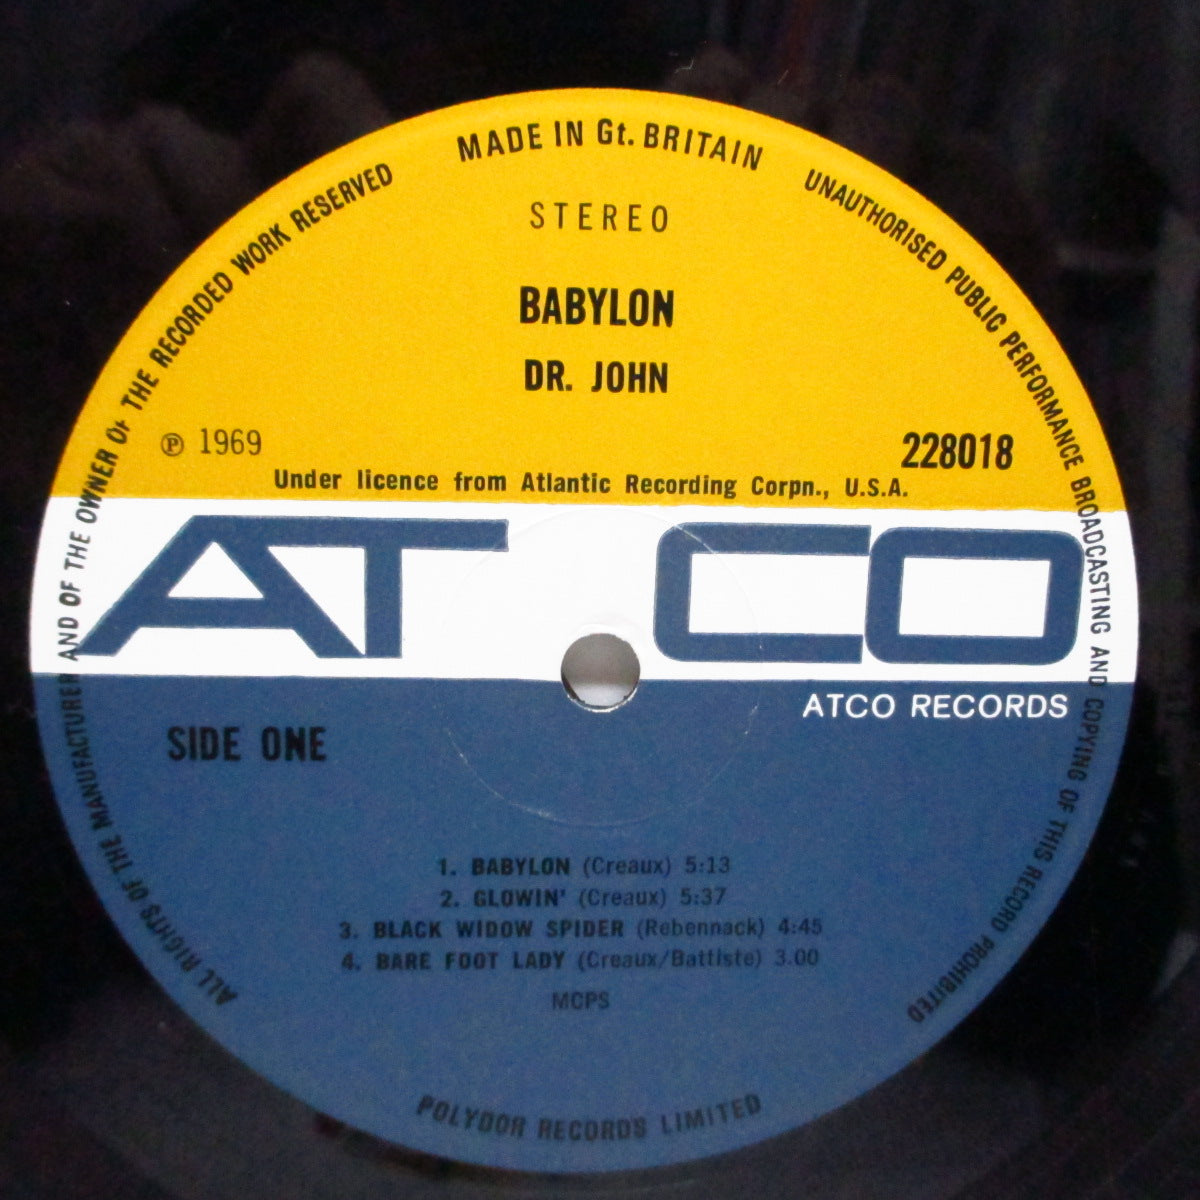 MADE IN Gt. BRITAIN
ALL RIGHTS OF THE MANUFACTURER AND OF THE OWNER OF THE RECORDED WORK RESERVED
UNAUTHORISED PUBLIC PERFORMANCE BROADCASTING AND COPYING OF THIS RECORD PROHIBITED
STEREO
BABYLON
DR. JOHN
℗ 1969
228018
Under licence from Atlantic Recording Corpn., U.S.A.
AT CO
ATCO RECORDS
SIDE ONE
1. BABYLON (Creaux) 5:13
2. GLOWIN' (Creaux) 5:37
3. BLACK WIDOW SPIDER (Rebennack) 4:45
4. BARE FOOT LADY (Creaux/Battiste) 3.00
MCPS
POLYDOR RECORDS LIMITED